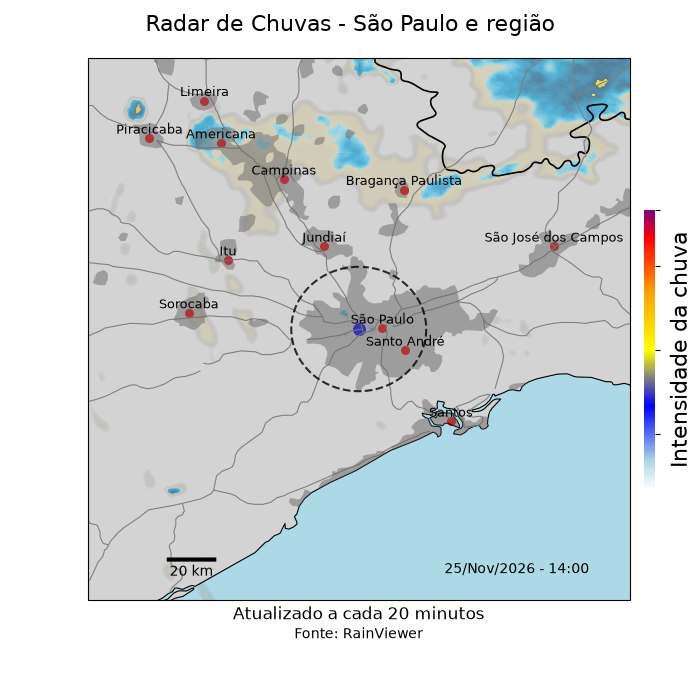 Radar de Chuvas - São Paulo e região
Limeira
Piracicaba
Americana
Campinas
Bragança Paulista
Jundiaí
São José dos Campos
Itu
Sorocaba
São Paulo
Santo André
Santos
Intensidade da chuva
20 km
25/Nov/2026 - 14:00
Atualizado a cada 20 minutos
Fonte: RainViewer